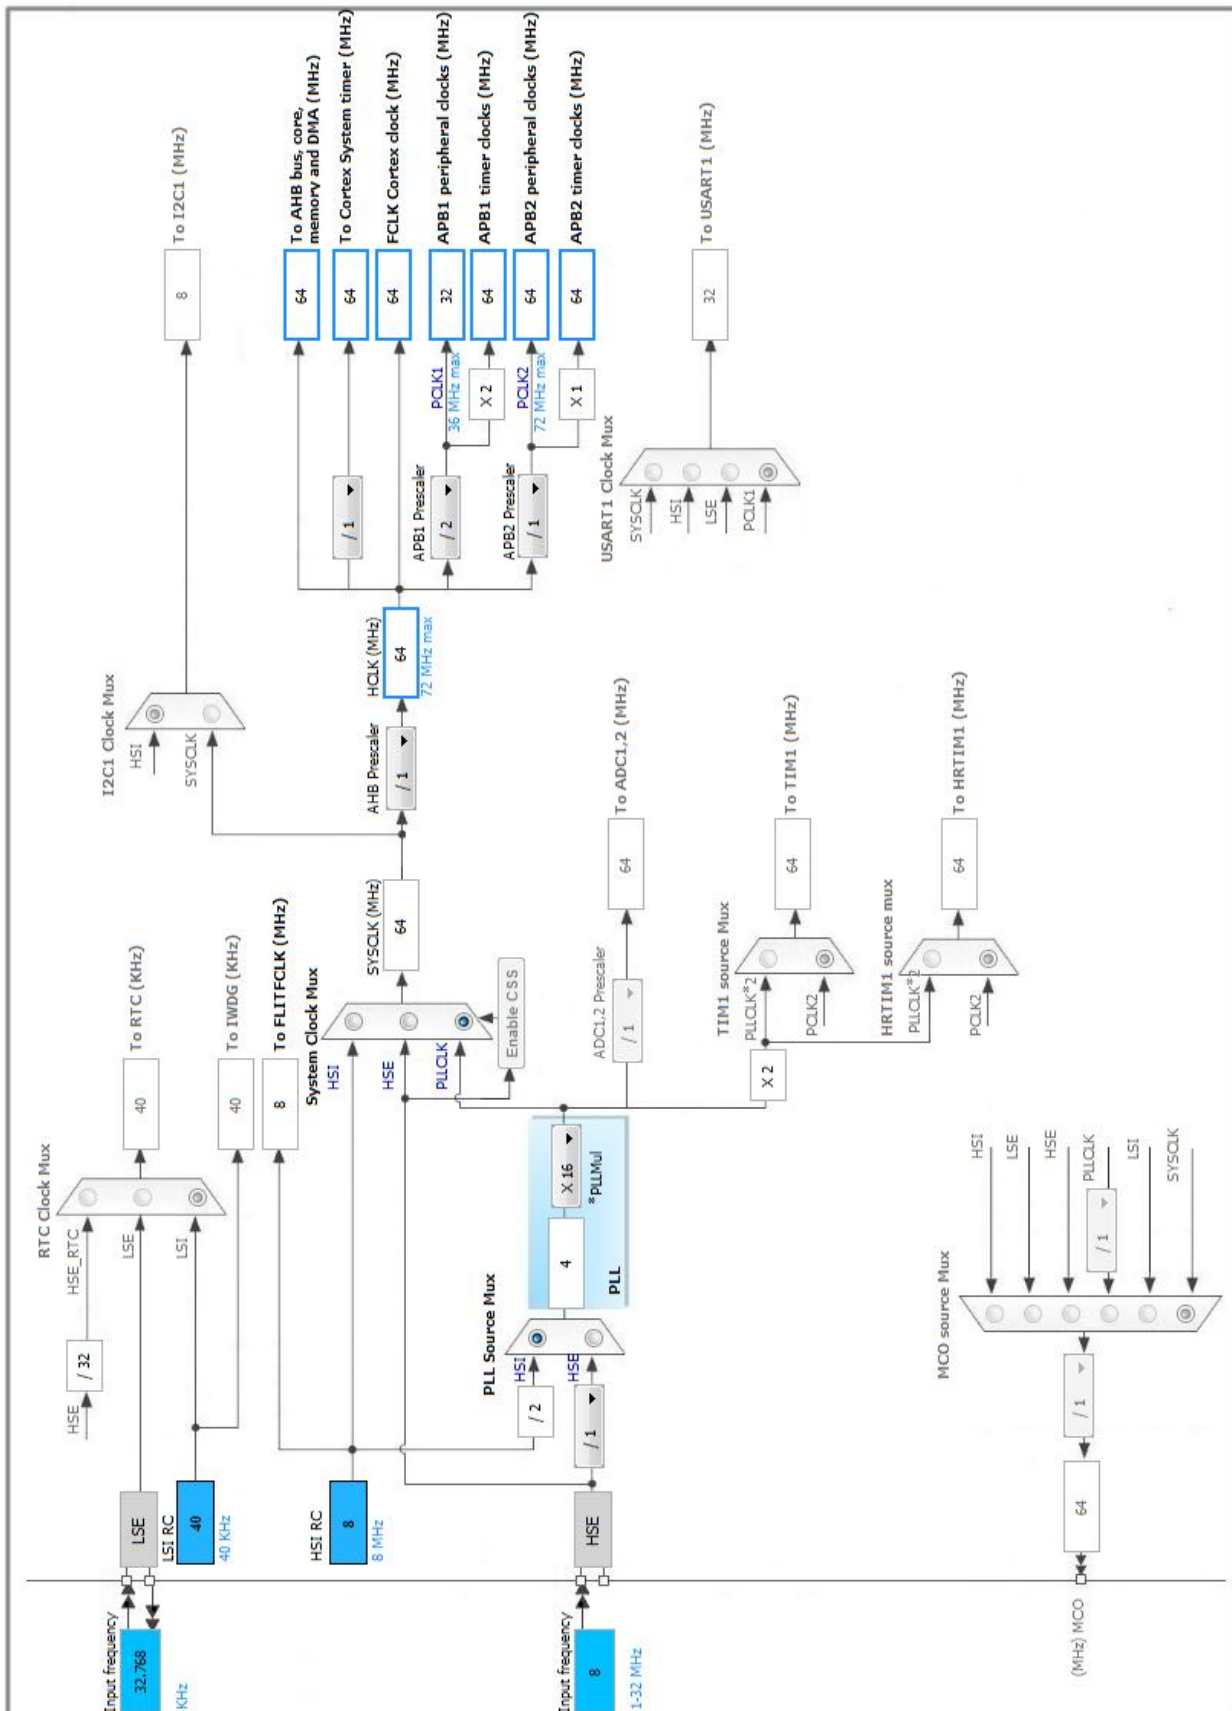 Input frequency
32.768
KHz
LSE
LSI RC
40
40 KHz
HSE
/ 32
HSE_RTC
LSE
LSI
RTC Clock Mux
40
To RTC (KHz)
40
To IWDG (KHz)
8
To FLITFCLK (MHz)
HSI RC
8
8 MHz
Input frequency
8
1-32 MHz
HSE
/ 2
/ 1
PLL Source Mux
HSI
HSE
4
X 16
*PLLMul
PLL
System Clock Mux
HSI
HSE
PLLCLK
Enable CSS
SYSCLK (MHz)
64
AHB Prescaler
/ 1
HCLK (MHz)
64
72 MHz max
I2C1 Clock Mux
HSI
SYSCLK
8
To I2C1 (MHz)
64
To AHB bus, core,
memory and DMA (MHz)
/ 1
64
To Cortex System timer (MHz)
64
FCLK Cortex clock (MHz)
APB1 Prescaler
/ 2
PCLK1
36 MHz max
32
APB1 peripheral clocks (MHz)
X 2
64
APB1 timer clocks (MHz)
APB2 Prescaler
/ 1
PCLK2
72 MHz max
64
APB2 peripheral clocks (MHz)
X 1
64
APB2 timer clocks (MHz)
USART1 Clock Mux
SYSCLK
HSI
LSE
PCLK1
32
To USART1 (MHz)
ADC1,2 Prescaler
/ 1
64
To ADC1,2 (MHz)
X 2
TIM1 source Mux
PLLCLK*2
PCLK2
64
To TIM1 (MHz)
HRTIM1 source mux
PLLCLK*2
PCLK2
64
To HRTIM1 (MHz)
(MHz) MCO
64
/ 1
MCO source Mux
HSI
LSE
HSE
/ 1
PLLCLK
LSI
SYSCLK